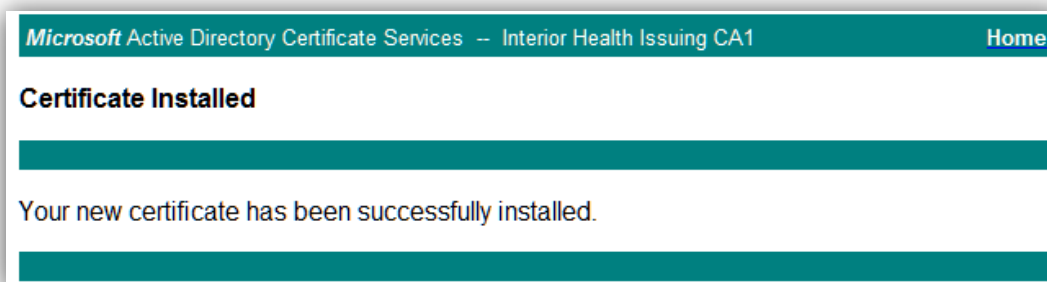 Microsoft Active Directory Certificate Services -- Interior Health Issuing CA1 Home
Certificate Installed
Your new certificate has been successfully installed.